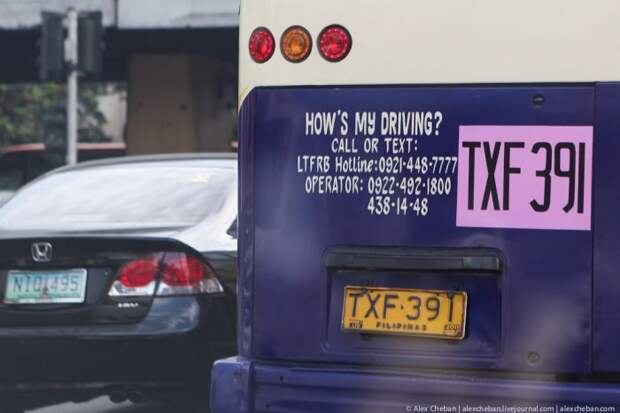 HOW'S MY DRIVING?
CALL OR TEXT:
LTFRB Hotline:0921-448-7777
OPERATOR: 0922-492-1800
438-14-48
TXF 391
TXF·391
PILIPINAS
NIO 495
© Alex Cheban | alexcheban.livejournal.com | alexcheban.com